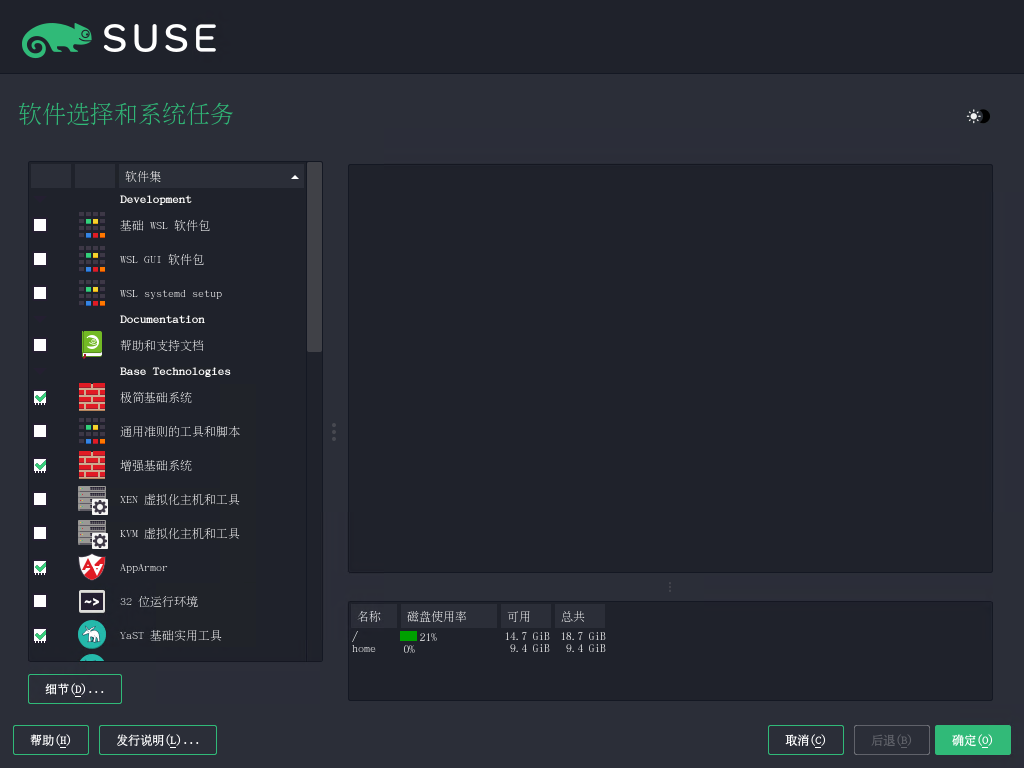 SUSE
软件选择和系统任务
软件集
Development
基础 WSL 软件包
WSL GUI 软件包
WSL systemd setup
Documentation
帮助和支持文档
Base Technologies
极简基础系统
通用准则的工具和脚本
增强基础系统
XEN 虚拟化主机和工具
KVM 虚拟化主机和工具
AppArmor
32 位运行环境
YaST 基础实用工具
名称 磁盘使用率 可用 总共
/ 21% 14.7 GiB 18.7 GiB
home 0% 9.4 GiB 9.4 GiB
细节(D)...
帮助(H) 发行说明(L)... 取消(C) 后退(B) 确定(O)